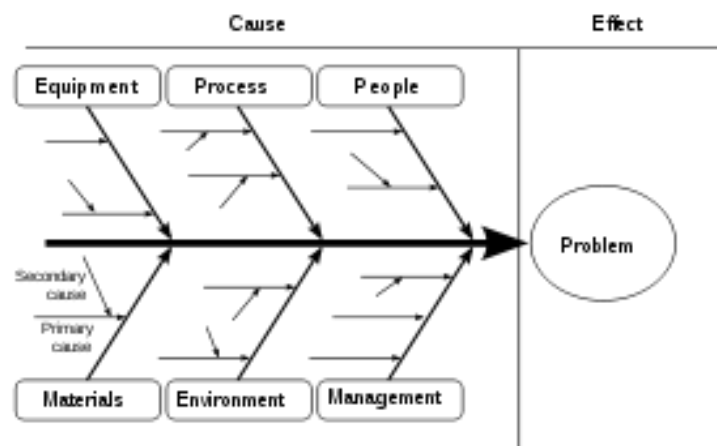 Cause
Effect
Equipment
Process
People
Problem
Secondary
cause
Primary
cause
Materials
Environment
Management